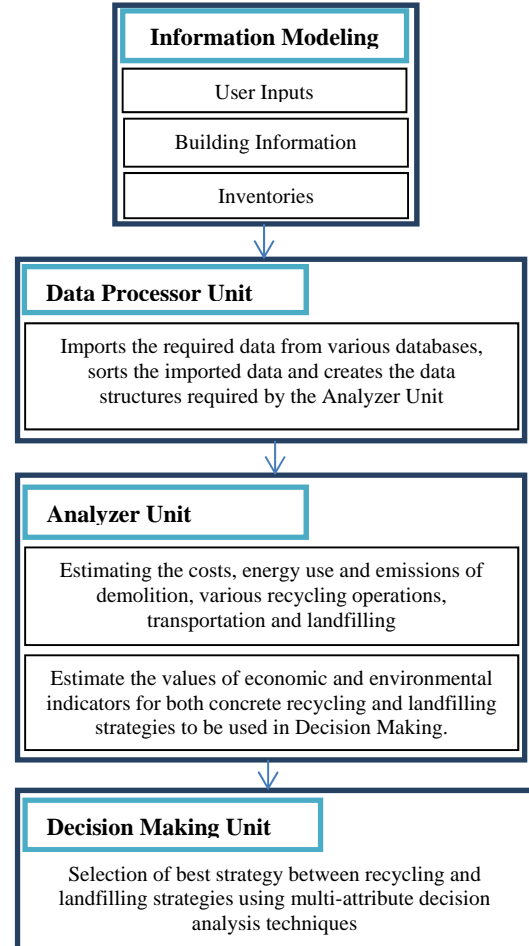 Information Modeling
User Inputs
Building Information
Inventories
Data Processor Unit
Imports the required data from various databases,
sorts the imported data and creates the data
structures required by the Analyzer Unit
Analyzer Unit
Estimating the costs, energy use and emissions of
demolition, various recycling operations,
transportation and landfilling
Estimate the values of economic and environmental
indicators for both concrete recycling and landfilling
strategies to be used in Decision Making.
Decision Making Unit
Selection of best strategy between recycling and
landfilling strategies using multi-attribute decision
analysis techniques